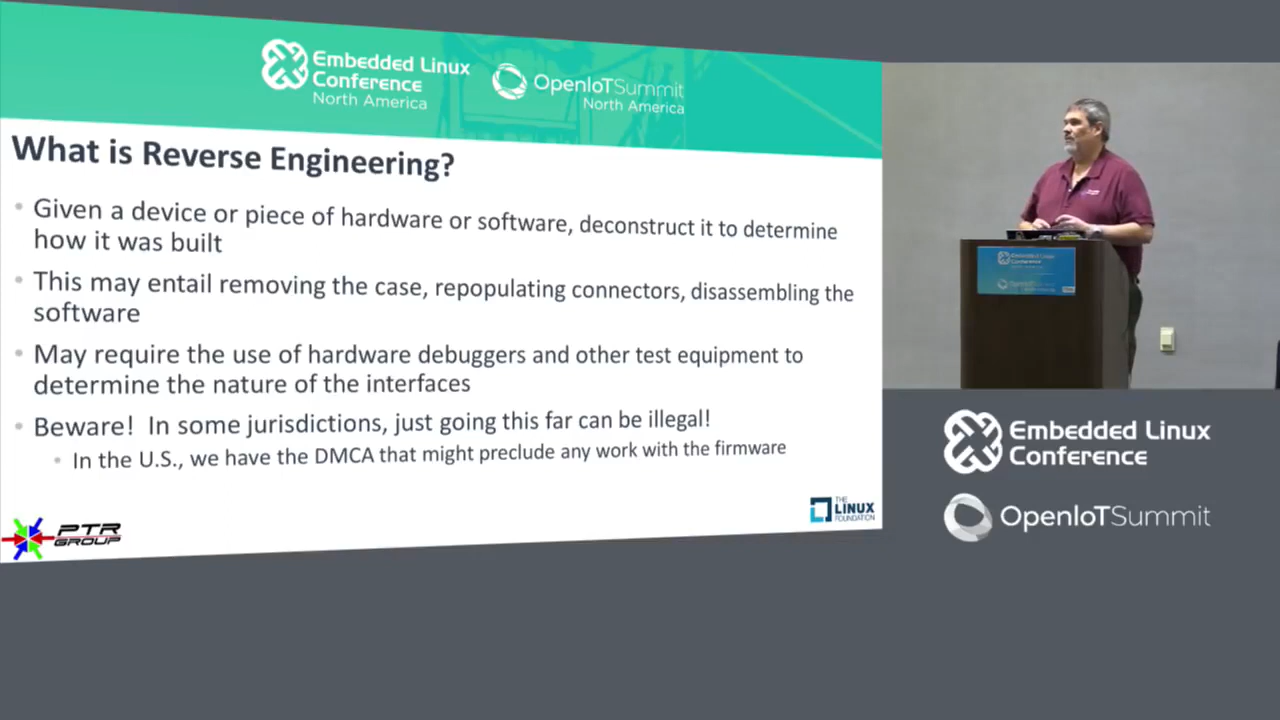 Embedded Linux
Conference
North America
OpenIoTSummit
North America
What is Reverse Engineering?
• Given a device or piece of hardware or software, deconstruct it to determine
how it was built
• This may entail removing the case, repopulating connectors, disassembling the
software
• May require the use of hardware debuggers and other test equipment to
determine the nature of the interfaces
• Beware! In some jurisdictions, just going this far can be illegal!
• In the U.S., we have the DMCA that might preclude any work with the firmware
PTR
GROUP
THE
LINUX
FOUNDATION
Embedded Linux
Conference
OpenIoTSummit
Embedded Linux
Conference
OpenIoTSummit